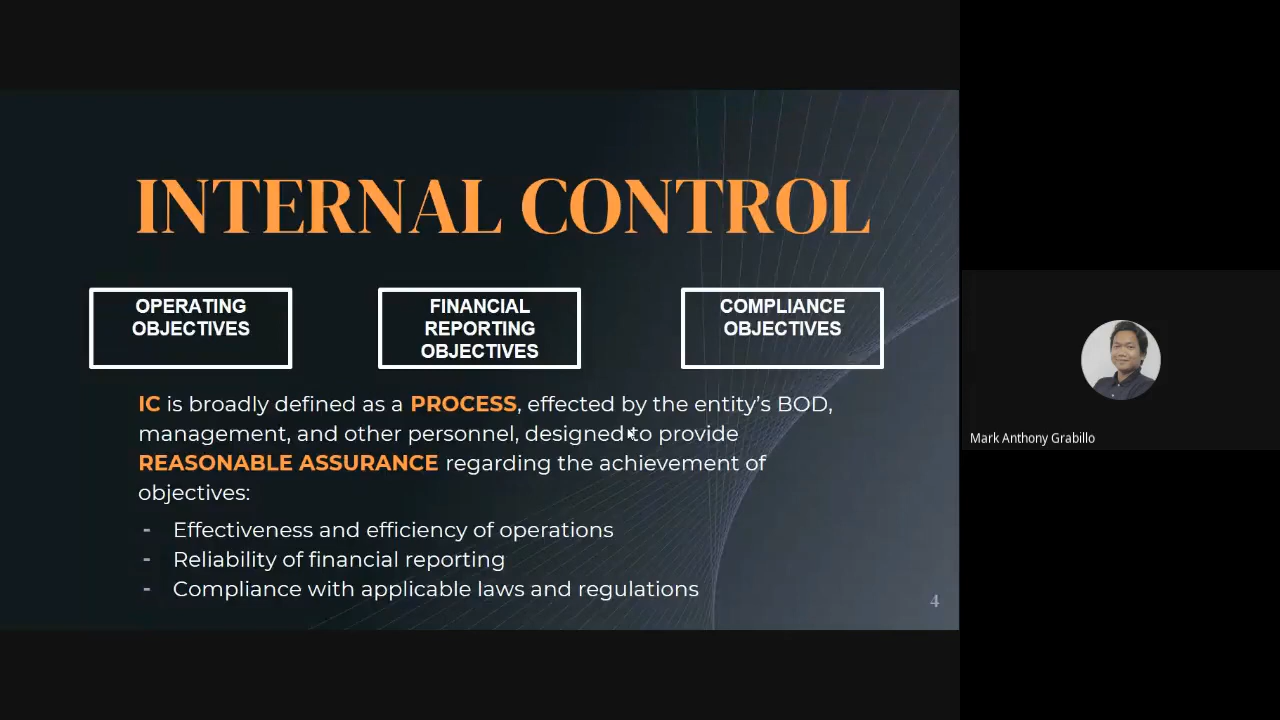 INTERNAL CONTROL
OPERATING
OBJECTIVES
FINANCIAL
REPORTING
OBJECTIVES
COMPLIANCE
OBJECTIVES
IC is broadly defined as a PROCESS, effected by the entity’s BOD,
management, and other personnel, designed to provide
REASONABLE ASSURANCE regarding the achievement of
objectives:
- Effectiveness and efficiency of operations
- Reliability of financial reporting
- Compliance with applicable laws and regulations
4
Mark Anthony Grabillo